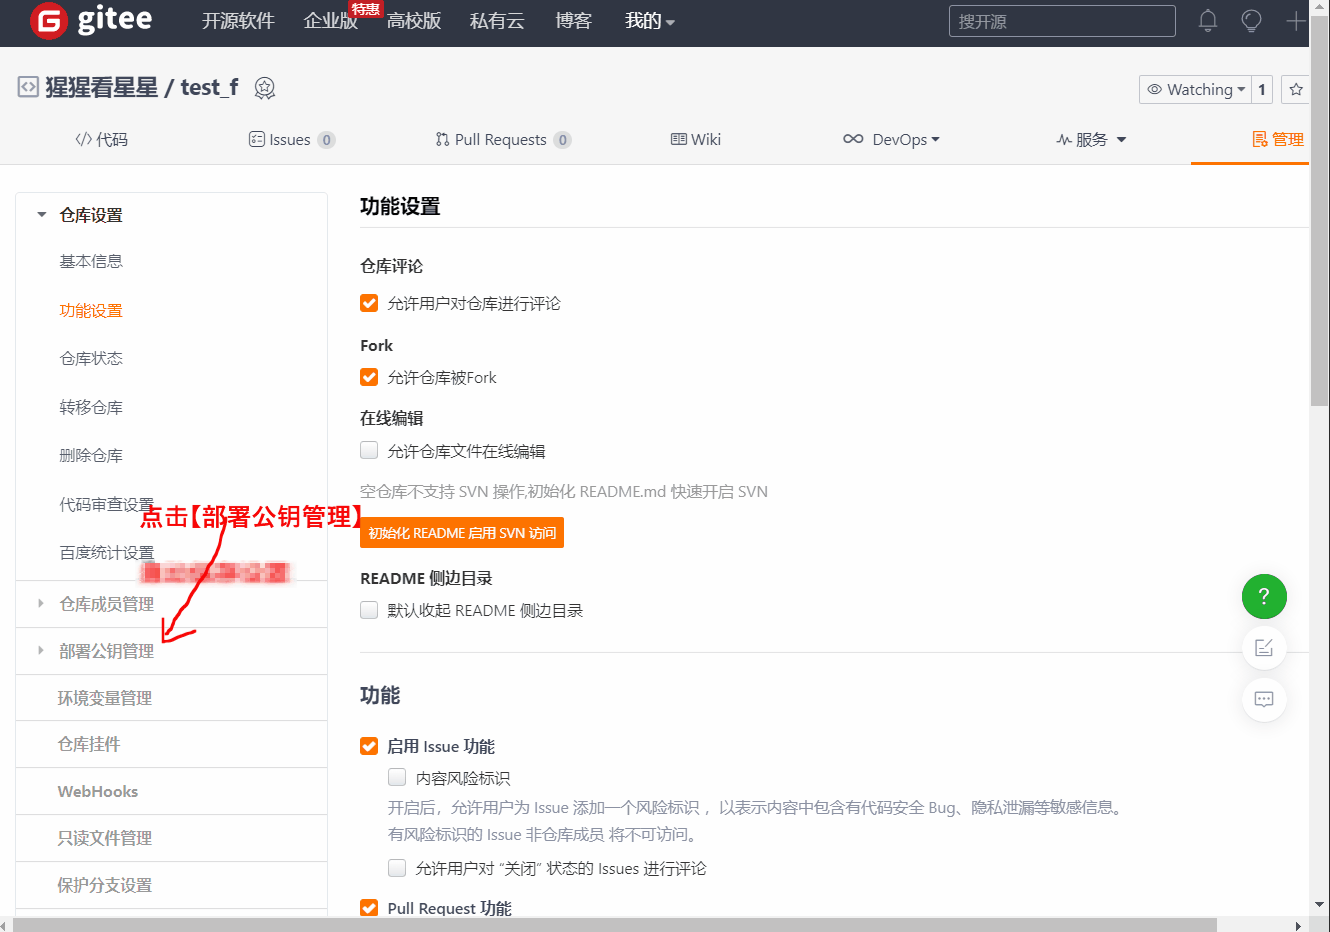 gitee 开源软件 企业版 特惠 高校版 私有云 博客 我的 搜开源
猩猩看星星 / test_f
Watching 1
代码 Issues 0 Pull Requests 0 Wiki DevOps 服务 管理
仓库设置
基本信息
功能设置
仓库状态
转移仓库
删除仓库
代码审查设置
点击【部署公钥管理】
百度统计设置
仓库成员管理
部署公钥管理
环境变量管理
仓库挂件
WebHooks
只读文件管理
保护分支设置
功能设置
仓库评论
允许用户对仓库进行评论
Fork
允许仓库被Fork
在线编辑
允许仓库文件在线编辑
空仓库不支持 SVN 操作,初始化 README.md 快速开启 SVN
初始化 README 启用 SVN 访问
README 侧边目录
默认收起 README 侧边目录
?
功能
启用 Issue 功能
内容风险标识
开启后，允许用户为 Issue 添加一个风险标识 ，以表示内容中包含有代码安全 Bug、隐私泄漏等敏感信息。
有风险标识的 Issue 非仓库成员 将不可访问。
允许用户对 “关闭” 状态的 Issues 进行评论
Pull Request 功能